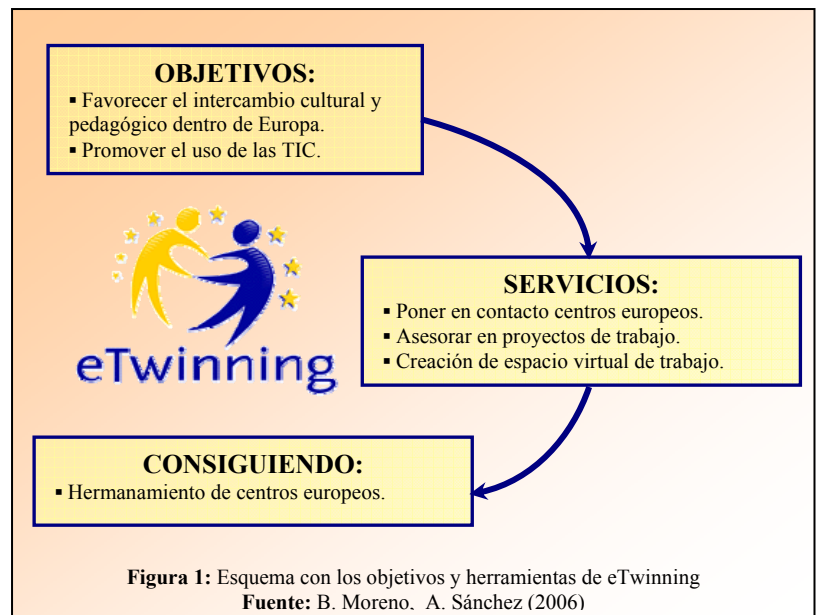 OBJETIVOS:
▪ Favorecer el intercambio cultural y
pedagógico dentro de Europa.
▪ Promover el uso de las TIC.
eTwinning
SERVICIOS:
▪ Poner en contacto centros europeos.
▪ Asesorar en proyectos de trabajo.
▪ Creación de espacio virtual de trabajo.
CONSIGUIENDO:
▪ Hermanamiento de centros europeos.
Figura 1: Esquema con los objetivos y herramientas de eTwinning
Fuente: B. Moreno, A. Sánchez (2006)